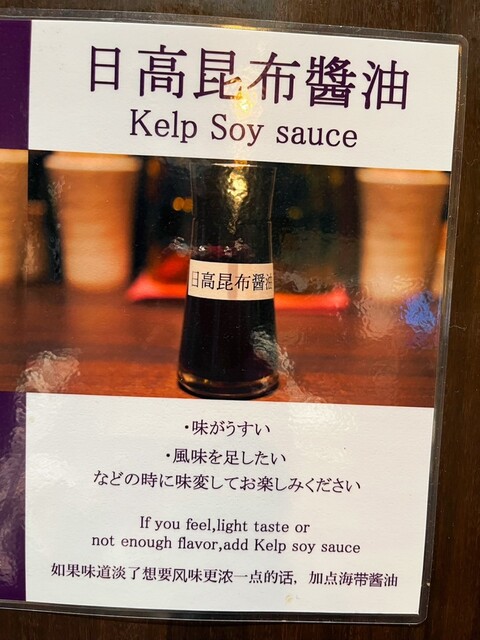 日高昆布醬油
Kelp Soy sauce
日高昆布醤油
・味がうすい
・風味を足したい
などの時に味変してお楽しみください
If you feel,light taste or
not enough flavor,add Kelp soy sauce
如果味道淡了想要风味更浓一点的话，加点海带酱油